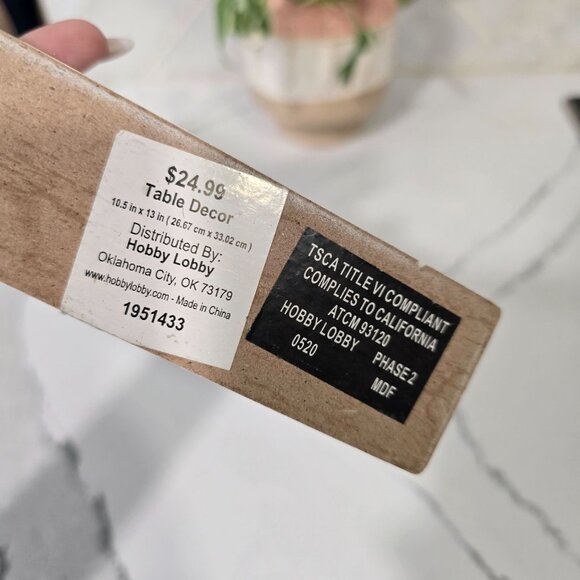 $24.99
Table Decor
10.5 in x 13 in ( 26.67 cm x 33.02 cm )
Distributed By:
Hobby Lobby
Oklahoma City, OK 73179
www.hobbylobby.com - Made in China
1951433
TSCA TITLE VI COMPLIANT
COMPLIES TO CALIFORNIA
ATCM 93120 PHASE 2
HOBBY LOBBY MDF
0520